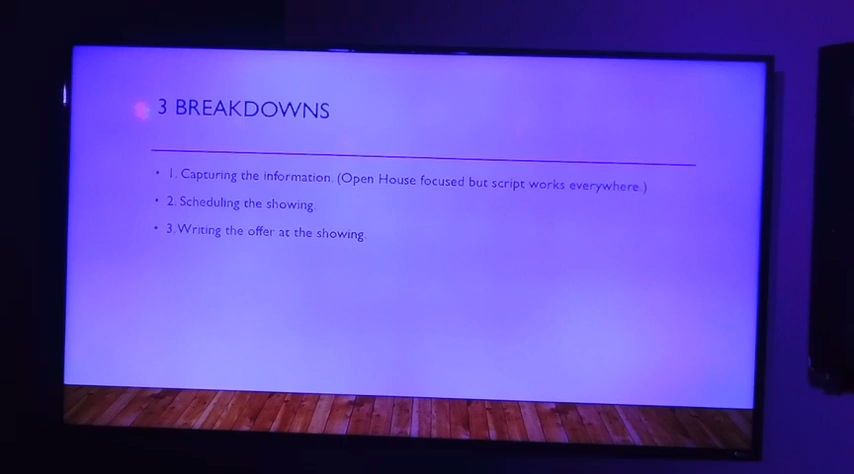 3 BREAKDOWNS
• 1. Capturing the information. (Open House focused but script works everywhere.)
• 2. Scheduling the showing.
• 3. Writing the offer at the showing.